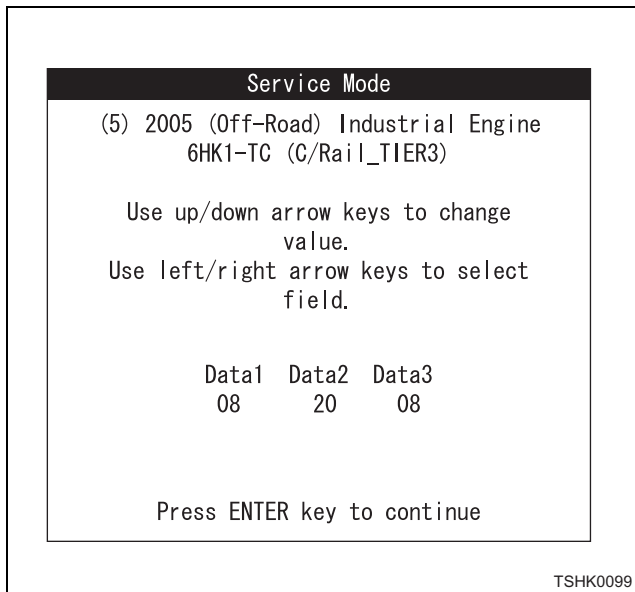 Service Mode
(5) 2005 (Off-Road) Industrial Engine
6HK1-TC (C/Rail_TIER3)
Use up/down arrow keys to change
value.
Use left/right arrow keys to select
field.
Data1 Data2 Data3
08 20 08
Press ENTER key to continue
TSHK0099